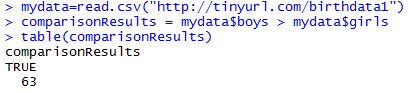 > mydata=read.csv("http://tinyurl.com/birthdata1")
> comparisonResults = mydata$boys > mydata$girls
> table(comparisonResults)
comparisonResults
TRUE
63